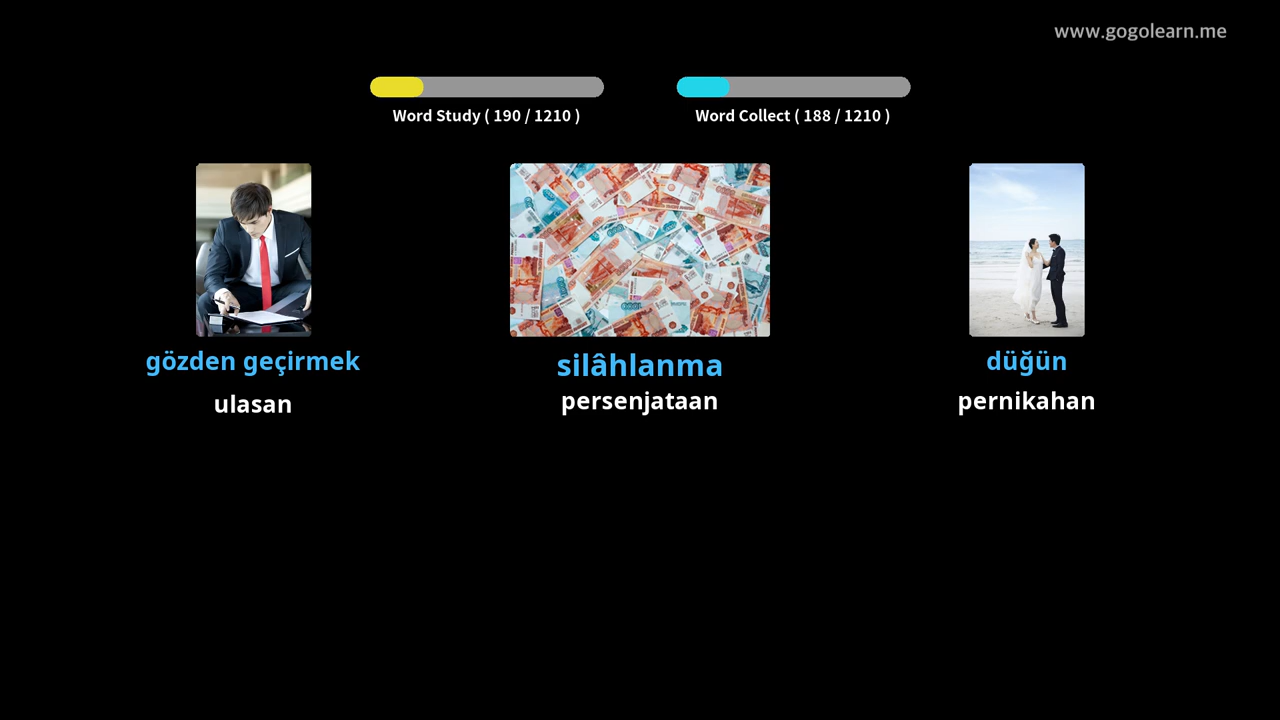 www.gogolearn.me
Word Study ( 190 / 1210 )
Word Collect ( 188 / 1210 )
gözden geçirmek
ulasan
silâhlanma
persenjataan
düğün
pernikahan